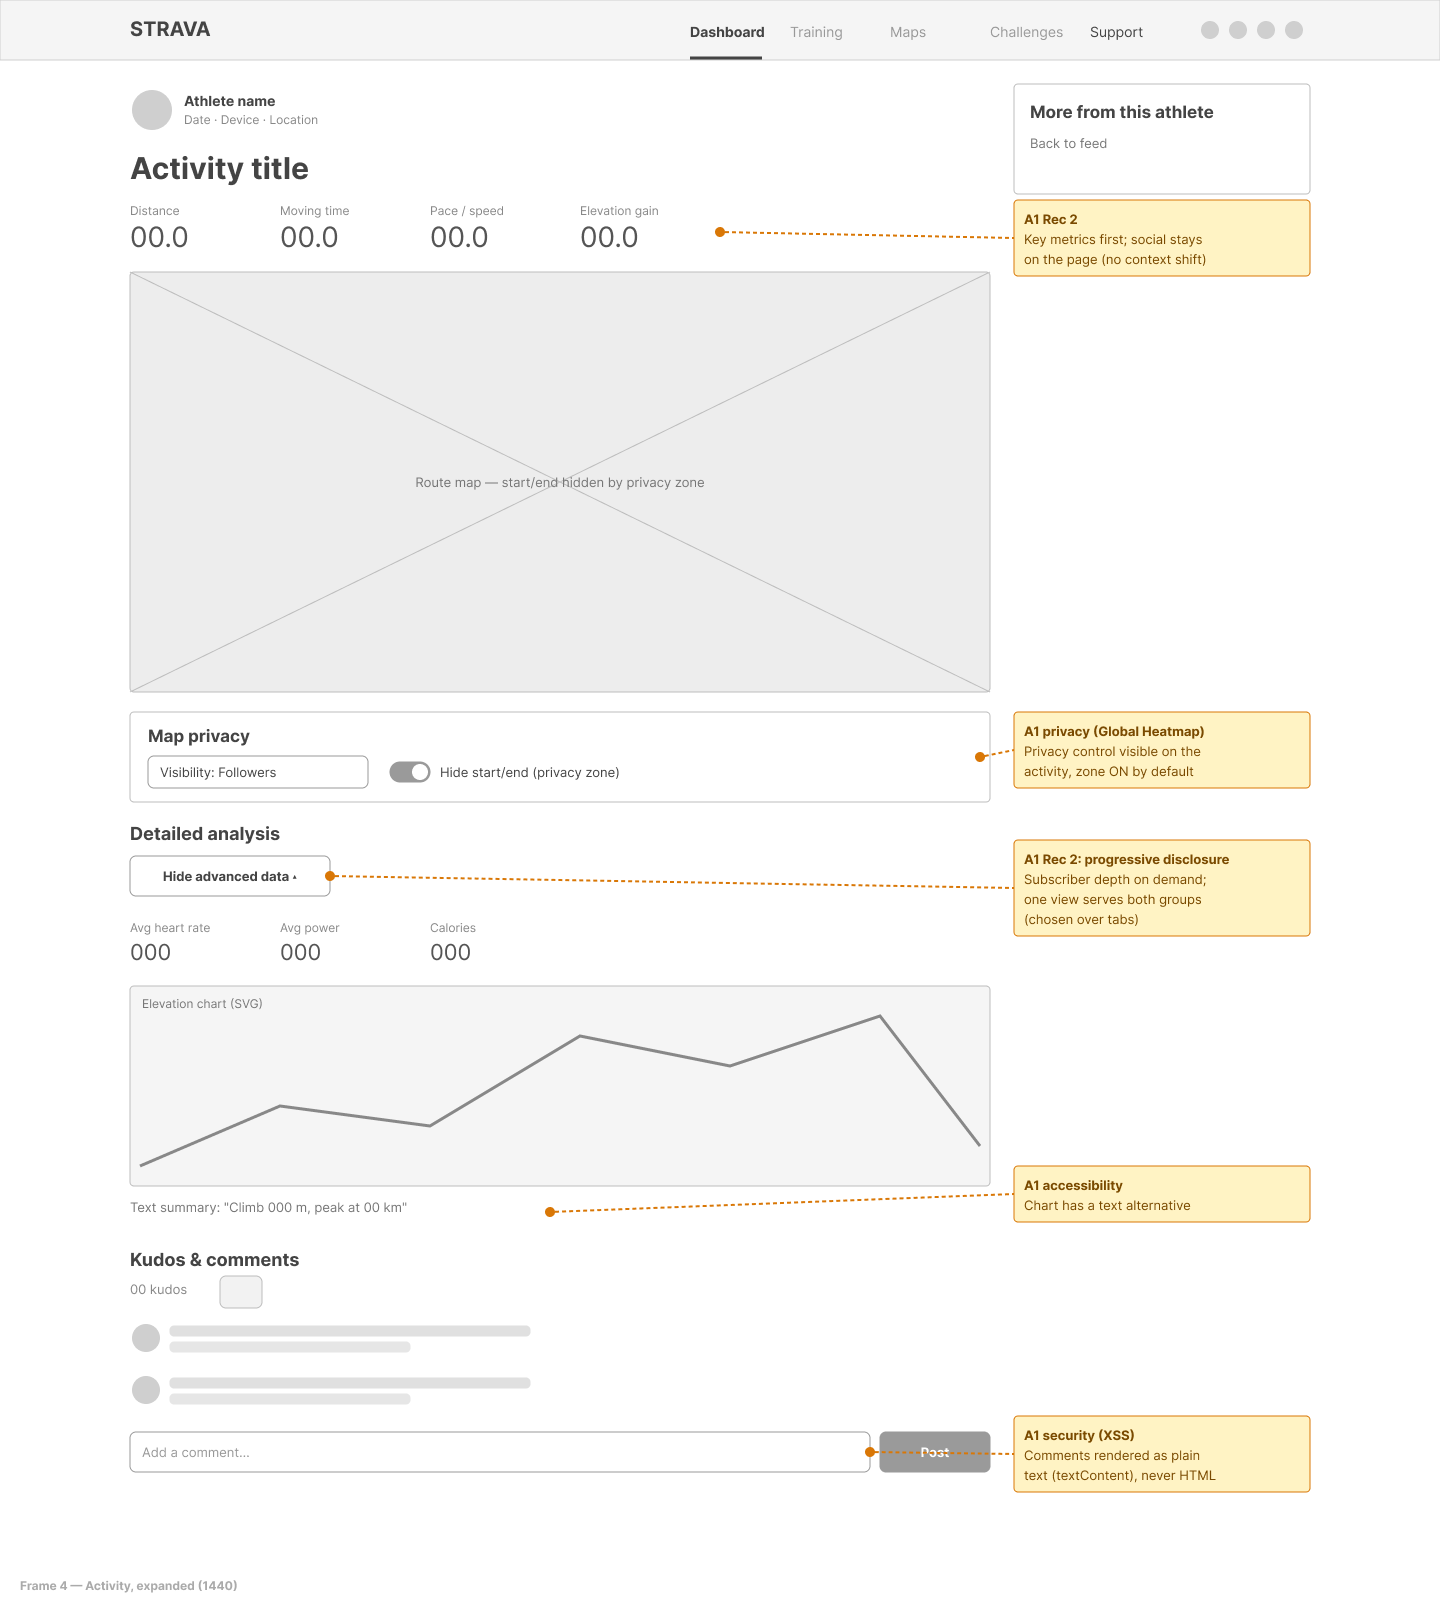 STRAVA
Dashboard
Training
Maps
Challenges
Support
Athlete name
Date · Device · Location
Activity title
Distance
Moving time
Pace / speed
Elevation gain
00.0
00.0
00.0
00.0
More from this athlete
Back to feed
A1 Rec 2
Key metrics first; social stays
on the page (no context shift)
Route map — start/end hidden by privacy zone
Map privacy
Visibility: Followers
Hide start/end (privacy zone)
A1 privacy (Global Heatmap)
Privacy control visible on the
activity, zone ON by default
Detailed analysis
Hide advanced data ▴
A1 Rec 2: progressive disclosure
Subscriber depth on demand;
one view serves both groups
(chosen over tabs)
Avg heart rate
Avg power
Calories
000
000
000
Elevation chart (SVG)
Text summary: "Climb 000 m, peak at 00 km"
A1 accessibility
Chart has a text alternative
Kudos & comments
00 kudos
Add a comment…
Post
A1 security (XSS)
Comments rendered as plain
text (textContent), never HTML
Frame 4 — Activity, expanded (1440)